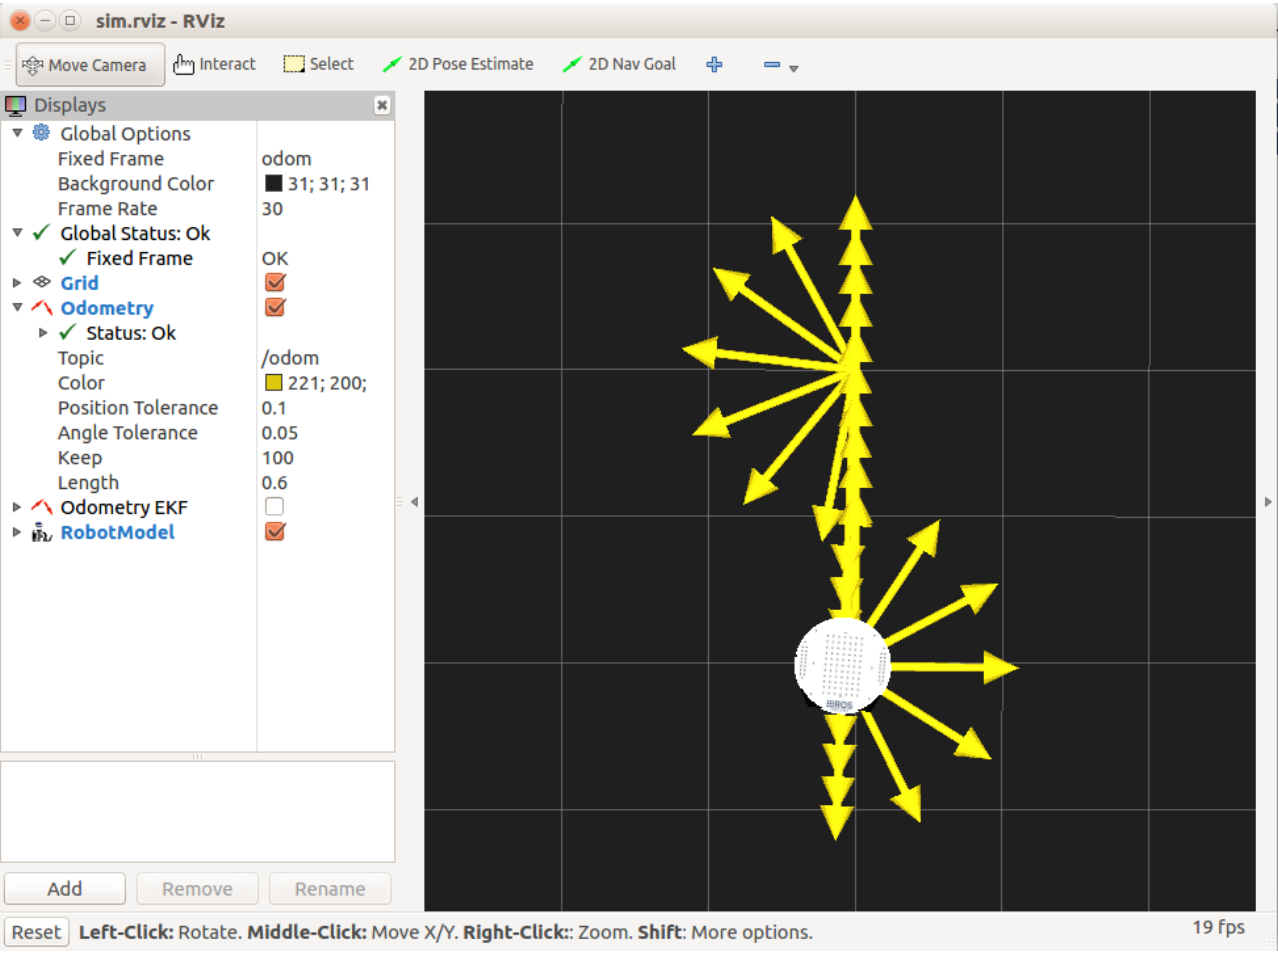 sim.rviz - RViz
Move Camera Interact Select 2D Pose Estimate 2D Nav Goal
Displays
Global Options
Fixed Frame odom
Background Color 31; 31; 31
Frame Rate 30
Global Status: Ok
Fixed Frame OK
Grid
Odometry
Status: Ok
Topic /odom
Color 221; 200;
Position Tolerance 0.1
Angle Tolerance 0.05
Keep 100
Length 0.6
Odometry EKF
RobotModel
ROS
Add Remove Rename
Reset Left-Click: Rotate. Middle-Click: Move X/Y. Right-Click:: Zoom. Shift: More options. 19 fps